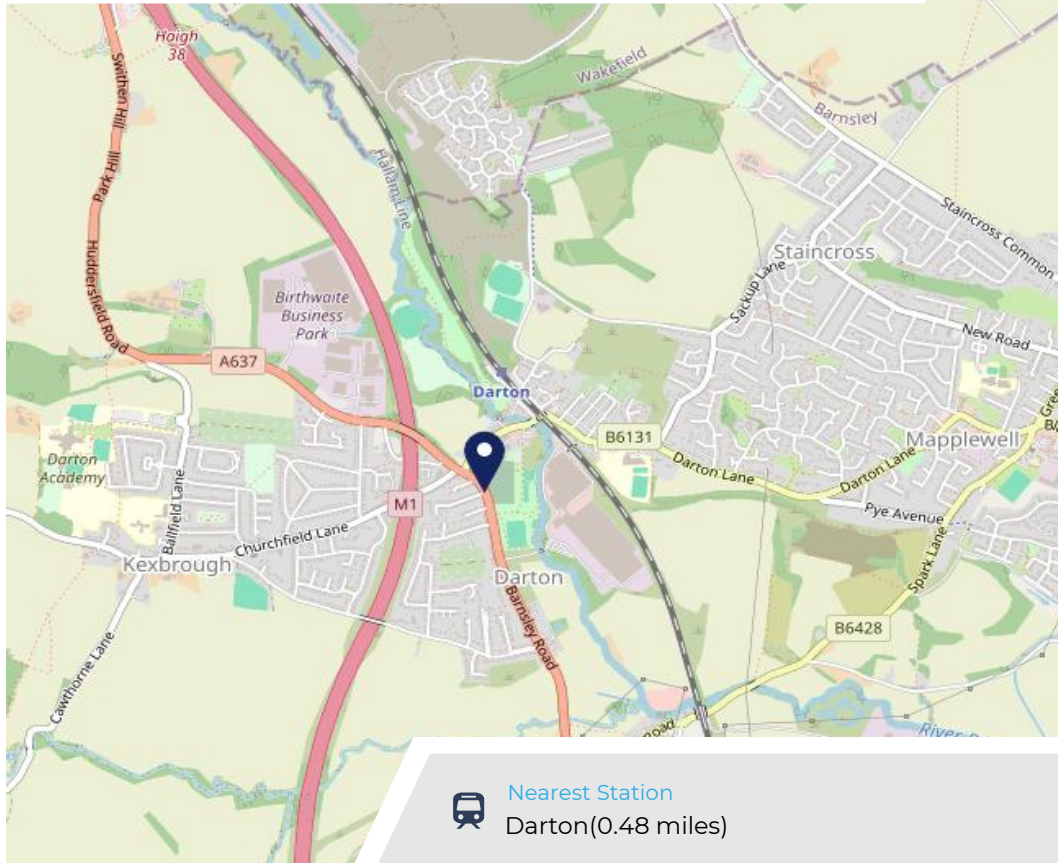 Haigh
38
Swithen Hill
Park Hill
Huddersfield Road
Wakefield
Barnsley
Hallam Line
Staincross Common
Staincross
Sackup Lane
New Road
Birthwaite
Business
Park
A637
Darton
B6131
Darton Lane
Darton Lane
Mapplewell
Pye Avenue
Spark Lane
Darton
Academy
Ballfield Lane
M1
Churchfield Lane
Kexbrough
Darton
Barnsley Road
B6428
Cawthorne Lane
Nearest Station
Darton(0.48 miles)